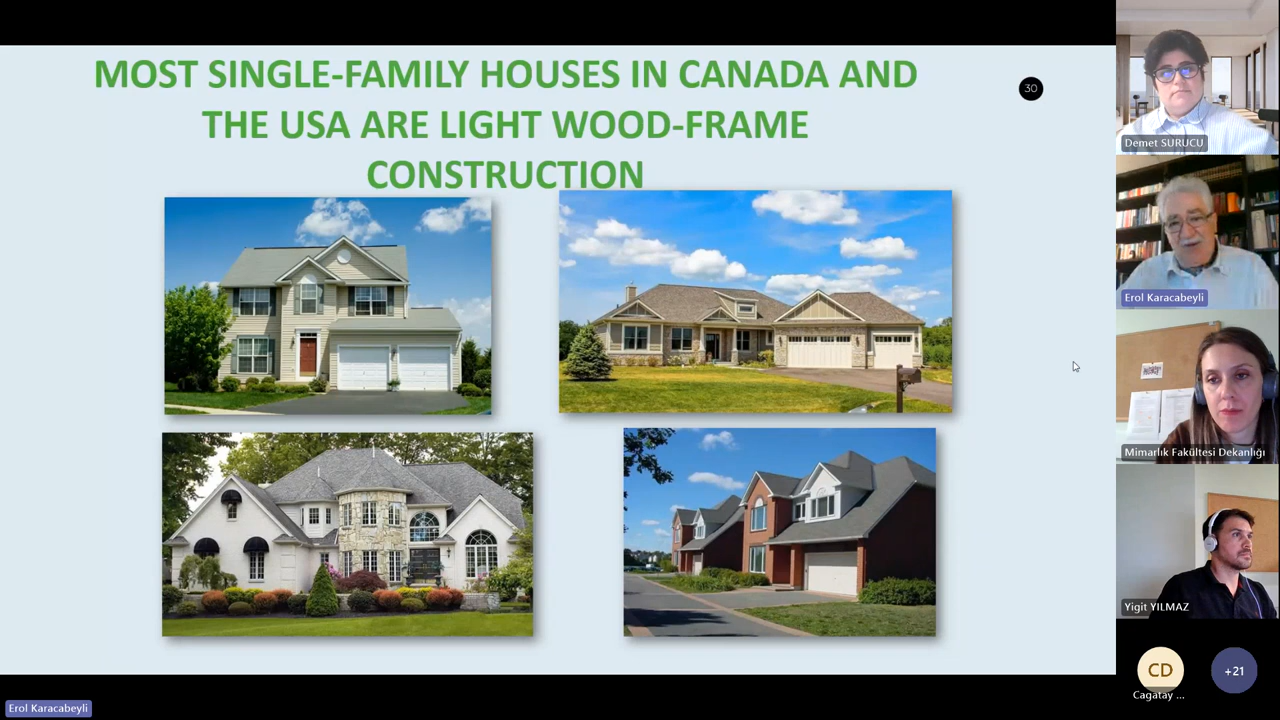 MOST SINGLE-FAMILY HOUSES IN CANADA AND
THE USA ARE LIGHT WOOD-FRAME
CONSTRUCTION
30
Demet SURUCU
Erol Karacabeyli
Mimarlık Fakültesi Dekanlığı
Yigit YILMAZ
CD
Cagatay ...
+21
Erol Karacabeyli